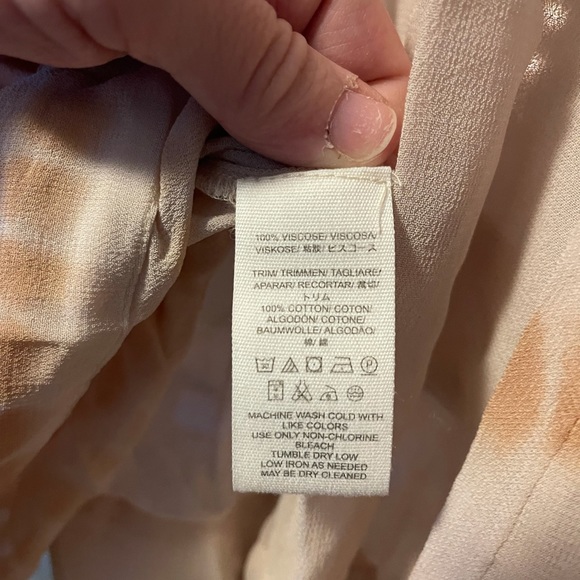 100% VISCOSE/ VISCOSA/
VISKOSE/ 粘胶/ ビスコース
TRIM/ TRIMMEN/ TAGLIARE/
APARAR/ RECORTAR/ 裁切/
トリム
100% COTTON/ COTON/
ALGODÓN/ COTONE/
BAUMWOLLE/ ALGODÃO/
棉/ 綿
MACHINE WASH COLD WITH
LIKE COLORS
USE ONLY NON-CHLORINE
BLEACH
TUMBLE DRY LOW
LOW IRON AS NEEDED
MAY BE DRY CLEANED